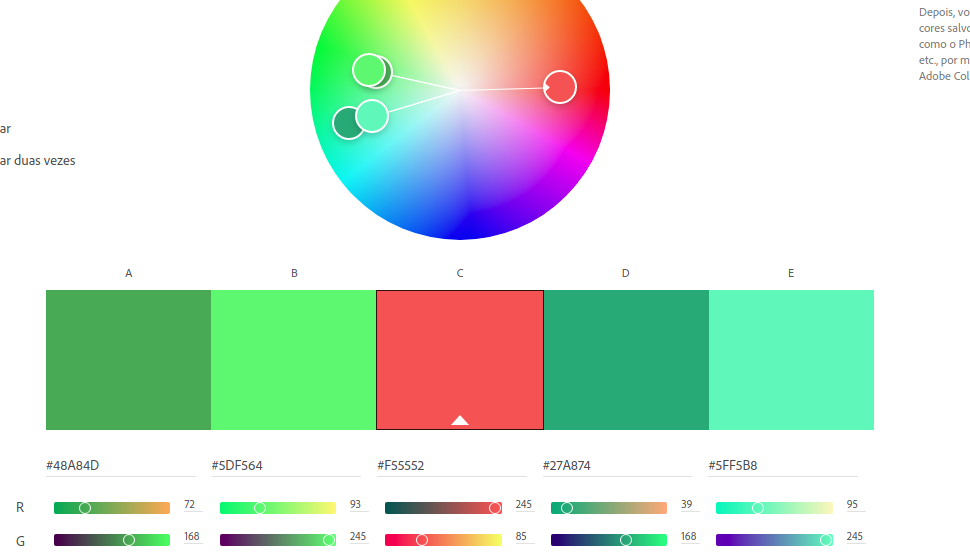 Depois, vo
cores salvo
como o Ph
etc., por m
Adobe Col
ar
ar duas vezes
A B C D E
#48A84D #5DF564 #F55552 #27A874 #5FF5B8
R 72 93 245 39 95
G 168 245 85 168 245